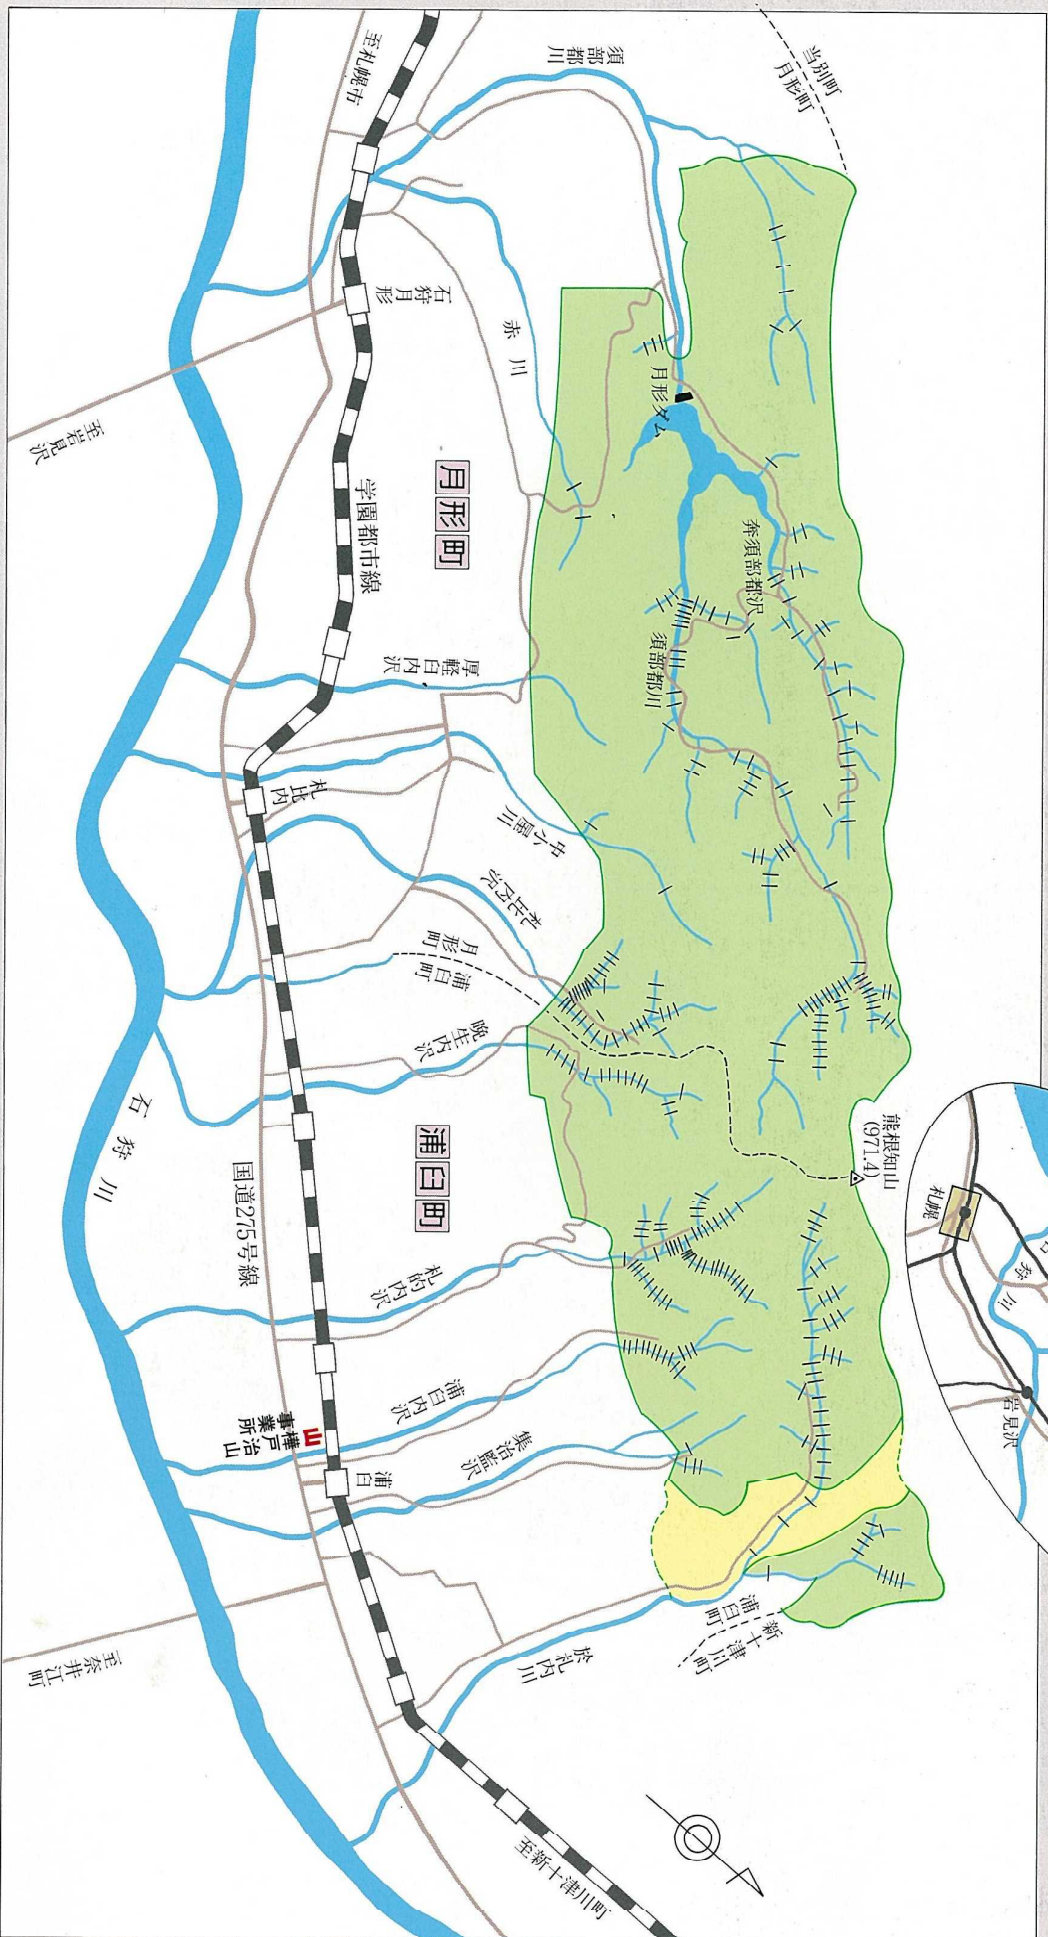 当別町
月形町
須部都川
至札幌市
石狩月形
赤川
月形ダム
至岩見沢
月形町
学園都市線
奔須部都沢
須部都川
厚軽臼内沢
札比内
中小屋川
札比内沢
月形町
浦臼町
晩生内沢
熊根知山
(971.4)
石狩川
浦臼町
国道275号線
札的内沢
浦臼内沢
集治監沢
樺戸治山
事業所
浦臼
浦臼町
新十津川町
於札内川
至奈井江町
至新十津川町
札幌
石狩川
岩見沢